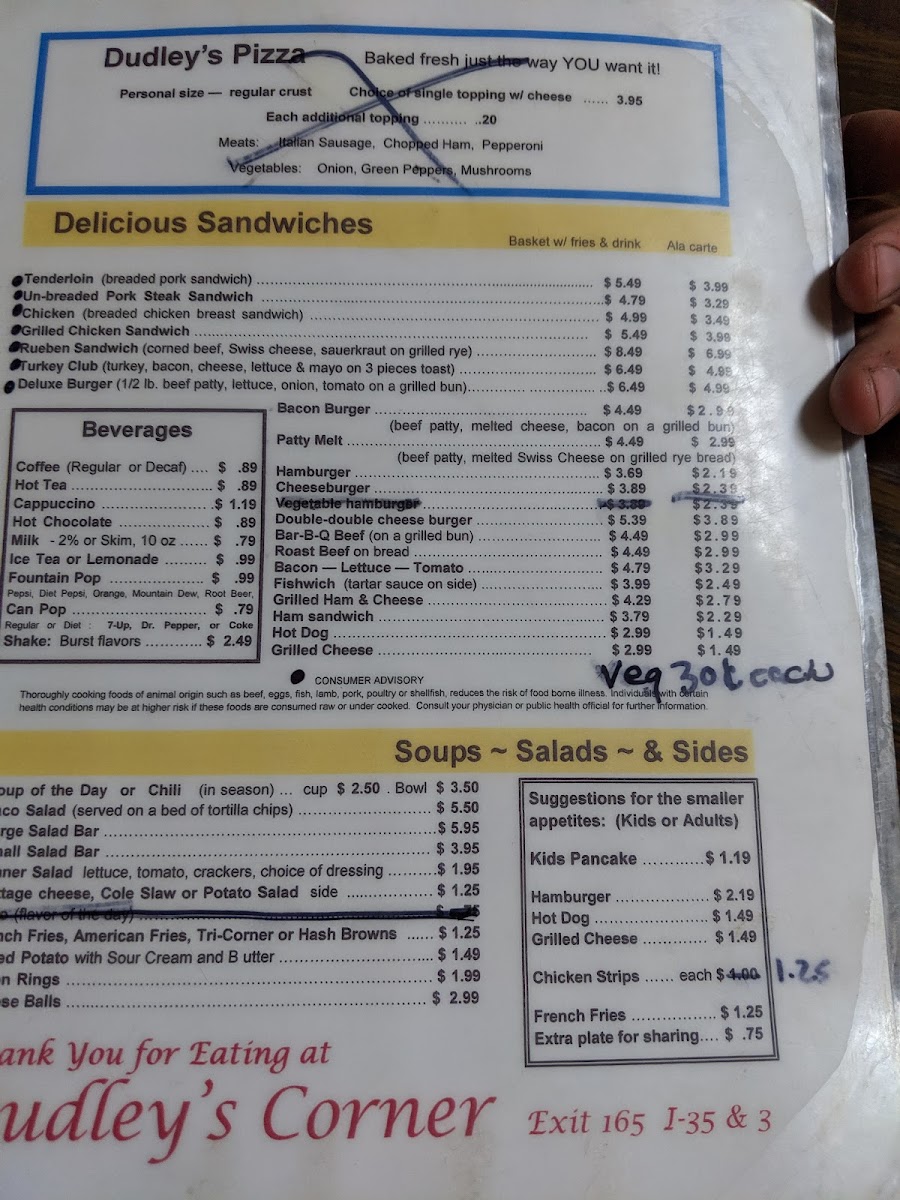 Dudley's Pizza Baked fresh just the way YOU want it!
Personal size — regular crust Choice of single topping w/ cheese ...... 3.95
Each additional topping .......... ..20
Meats: Italian Sausage, Chopped Ham, Pepperoni
Vegetables: Onion, Green Peppers, Mushrooms
Delicious Sandwiches
Basket w/ fries & drink Ala carte
Tenderloin (breaded pork sandwich) $ 5.49 $ 3.99
Un-breaded Pork Steak Sandwich $ 4.79 $ 3.29
Chicken (breaded chicken breast sandwich) $ 4.99 $ 3.49
Grilled Chicken Sandwich $ 5.49 $ 3.99
Rueben Sandwich (corned beef, Swiss cheese, sauerkraut on grilled rye) $ 8.49 $ 6.99
Turkey Club (turkey, bacon, cheese, lettuce & mayo on 3 pieces toast) $ 6.49 $ 4.99
Deluxe Burger (1/2 lb. beef patty, lettuce, onion, tomato on a grilled bun) $ 6.49 $ 4.99
Bacon Burger $ 4.49 $2.99
(beef patty, melted cheese, bacon on a grilled bun)
Patty Melt $ 4.49 $ 2.99
(beef patty, melted Swiss Cheese on grilled rye bread)
Hamburger $ 3.69 $2.19
Cheeseburger $ 3.89 $2.39
Vegetable hamburger $ 3.89 $2.39
Double-double cheese burger $ 5.39 $3.89
Bar-B-Q Beef (on a grilled bun) $ 4.49 $2.99
Roast Beef on bread $ 4.49 $2.99
Bacon — Lettuce — Tomato $ 4.79 $3.29
Fishwich (tartar sauce on side) $ 3.99 $2.49
Grilled Ham & Cheese $ 4.29 $2.79
Ham sandwich $ 3.79 $2.29
Hot Dog $ 2.99 $1.49
Grilled Cheese $ 2.99 $1.49
Veg 30¢ each
Beverages
Coffee (Regular or Decaf) .... $ .89
Hot Tea $ .89
Cappuccino $ 1.19
Hot Chocolate $ .89
Milk - 2% or Skim, 10 oz ...... $ .79
Ice Tea or Lemonade $ .99
Fountain Pop $ .99
Pepsi, Diet Pepsi, Orange, Mountain Dew, Root Beer,
Can Pop $ .79
Regular or Diet : 7-Up, Dr. Pepper, or Coke
Shake: Burst flavors $ 2.49
CONSUMER ADVISORY
Thoroughly cooking foods of animal origin such as beef, eggs, fish, lamb, pork, poultry or shellfish, reduces the risk of food borne illness. Individuals with certain
health conditions may be at higher risk if these foods are consumed raw or under cooked. Consult your physician or public health official for further information.
Soups ~ Salads ~ & Sides
oup of the Day or Chili (in season) ... cup $ 2.50 . Bowl $ 3.50
co Salad (served on a bed of tortilla chips) $ 5.50
rge Salad Bar $ 5.95
nall Salad Bar $ 3.95
nner Salad lettuce, tomato, crackers, choice of dressing $ 1.95
ttage cheese, Cole Slaw or Potato Salad side $ 1.25
(flavor of the day) $ .75
nch Fries, American Fries, Tri-Corner or Hash Browns ...... $ 1.25
ed Potato with Sour Cream and B utter $ 1.49
n Rings $ 1.99
ese Balls $ 2.99
Suggestions for the smaller
appetites: (Kids or Adults)
Kids Pancake $ 1.19
Hamburger $ 2.19
Hot Dog $ 1.49
Grilled Cheese $ 1.49
Chicken Strips ...... each $ 1.00 1.25
French Fries $ 1.25
Extra plate for sharing.... $ .75
ank You for Eating at
udley's Corner Exit 165 I-35 & 3